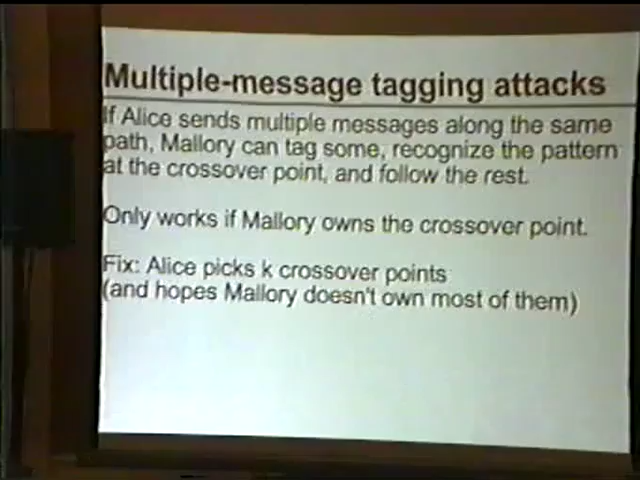 Multiple-message tagging attacks
If Alice sends multiple messages along the same
path, Mallory can tag some, recognize the pattern
at the crossover point, and follow the rest.
Only works if Mallory owns the crossover point.
Fix: Alice picks k crossover points
(and hopes Mallory doesn't own most of them)